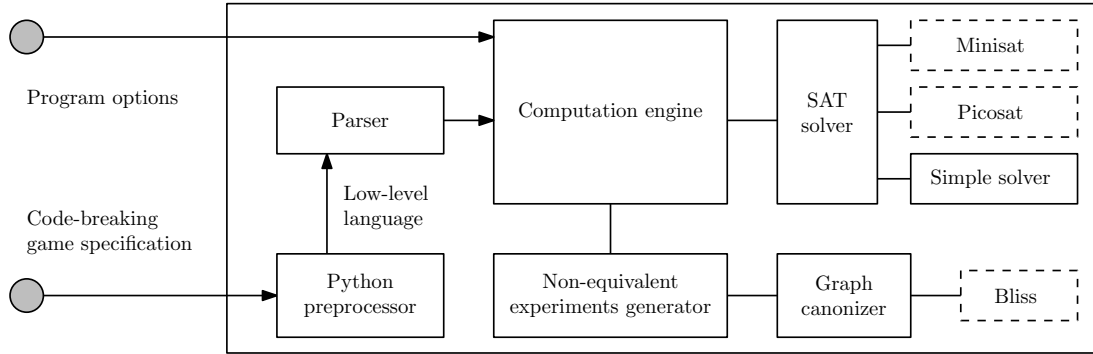 Program options
Parser
Computation engine
SAT
solver
Minisat
Picosat
Simple solver
Low-level
language
Code-breaking
game specification
Python
preprocessor
Non-equivalent
experiments generator
Graph
canonizer
Bliss